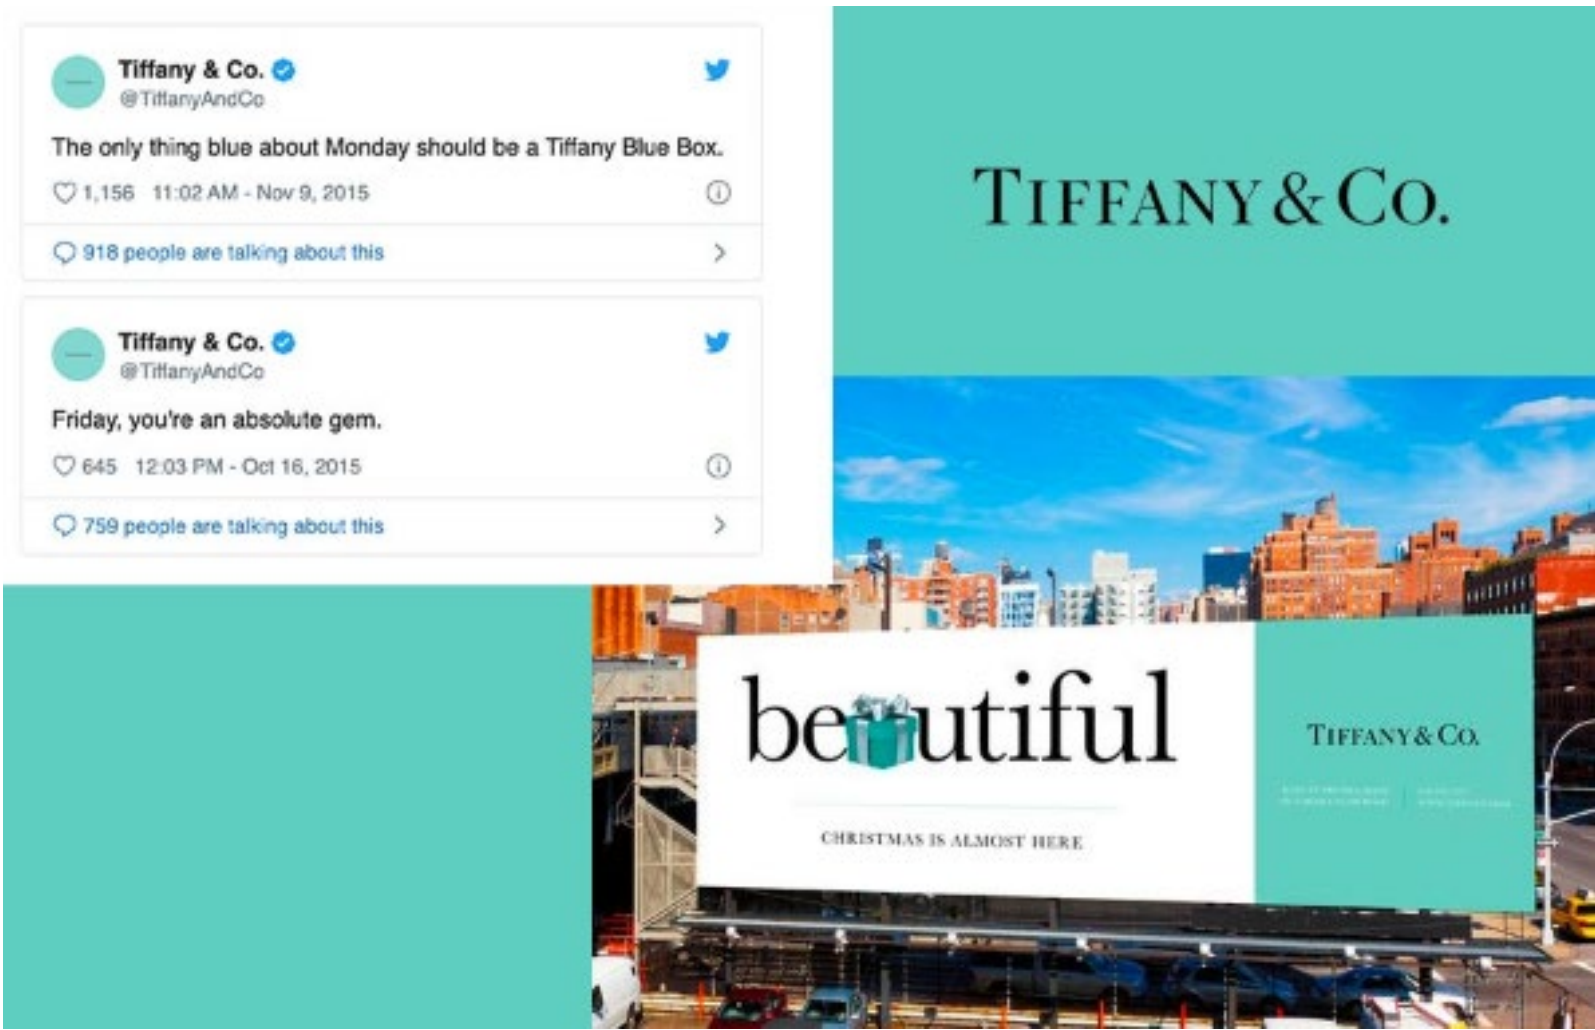 Tiffany & Co.
@TiffanyAndCo
The only thing blue about Monday should be a Tiffany Blue Box.
1,156 11:02 AM - Nov 9, 2015
918 people are talking about this
Tiffany & Co.
@TiffanyAndCo
Friday, you're an absolute gem.
645 12:03 PM - Oct 16, 2015
759 people are talking about this
TIFFANY & CO.
be utiful
CHRISTMAS IS ALMOST HERE
TIFFANY & CO.